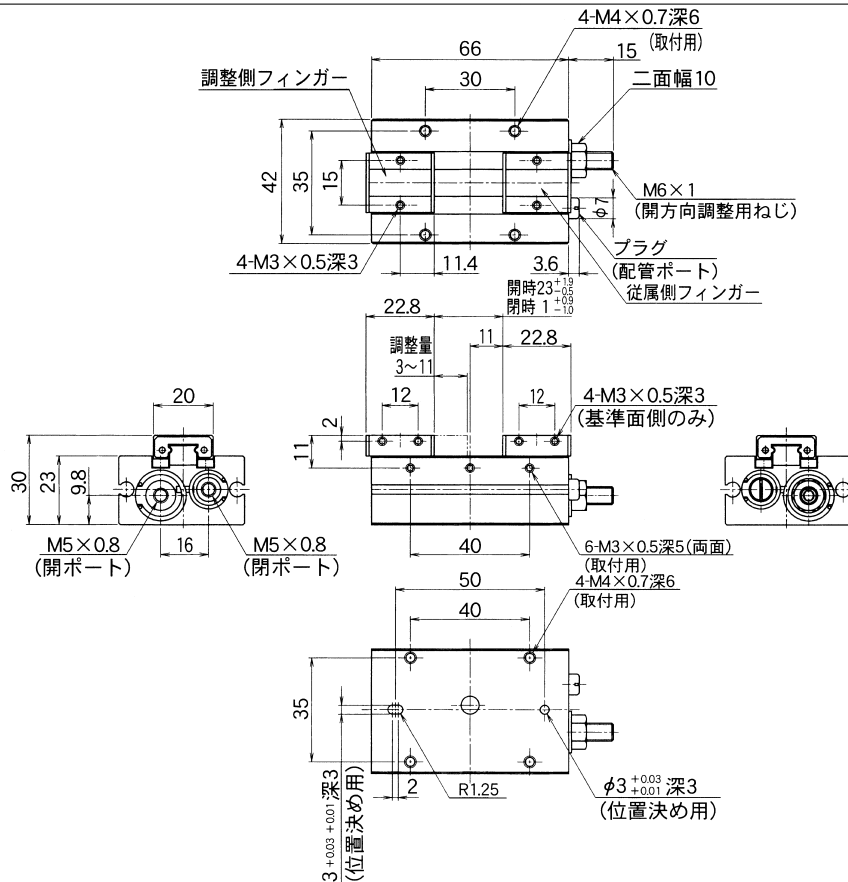 4-M4×0.7深6
(取付用)
66
15
調整側フィンガー
30
二面幅10
42
35
15
M6×1
(開方向調整用ねじ)
φ7
4-M3×0.5深3
11.4
3.6
プラグ
(配管ポート)
従属側フィンガー
開時23 +1.9 -0.5
閉時 1 +0.9 -1.0
22.8
11
22.8
調整量
3~11
20
12
12
4-M3×0.5深3
(基準面側のみ)
2
11
30
23
9.8
M5×0.8
(開ポート)
16
M5×0.8
(閉ポート)
40
6-M3×0.5深5(両面)
(取付用)
50
4-M4×0.7深6
(取付用)
40
35
3 +0.03 +0.01 深3
(位置決め用)
2
R1.25
φ3 +0.03 +0.01 深3
(位置決め用)